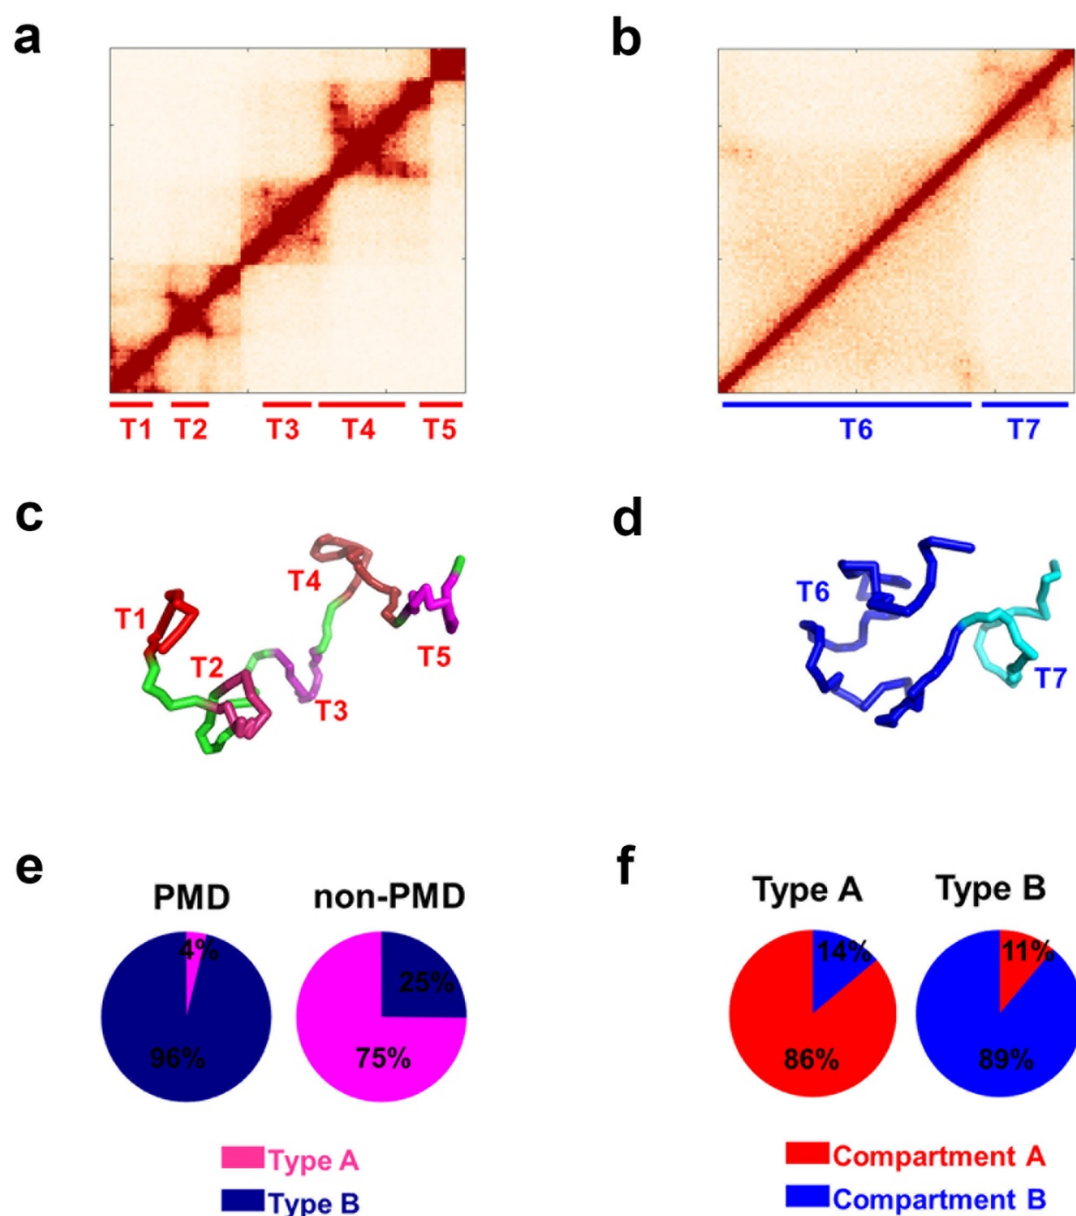 a
b
T1 T2 T3 T4 T5
T6 T7
c
d
T4
T1
T2
T5
T3
T6
T7
e
f
PMD non-PMD
Type A Type B
4%
25%
96%
75%
14%
11%
86%
89%
Type A
Type B
Compartment A
Compartment B